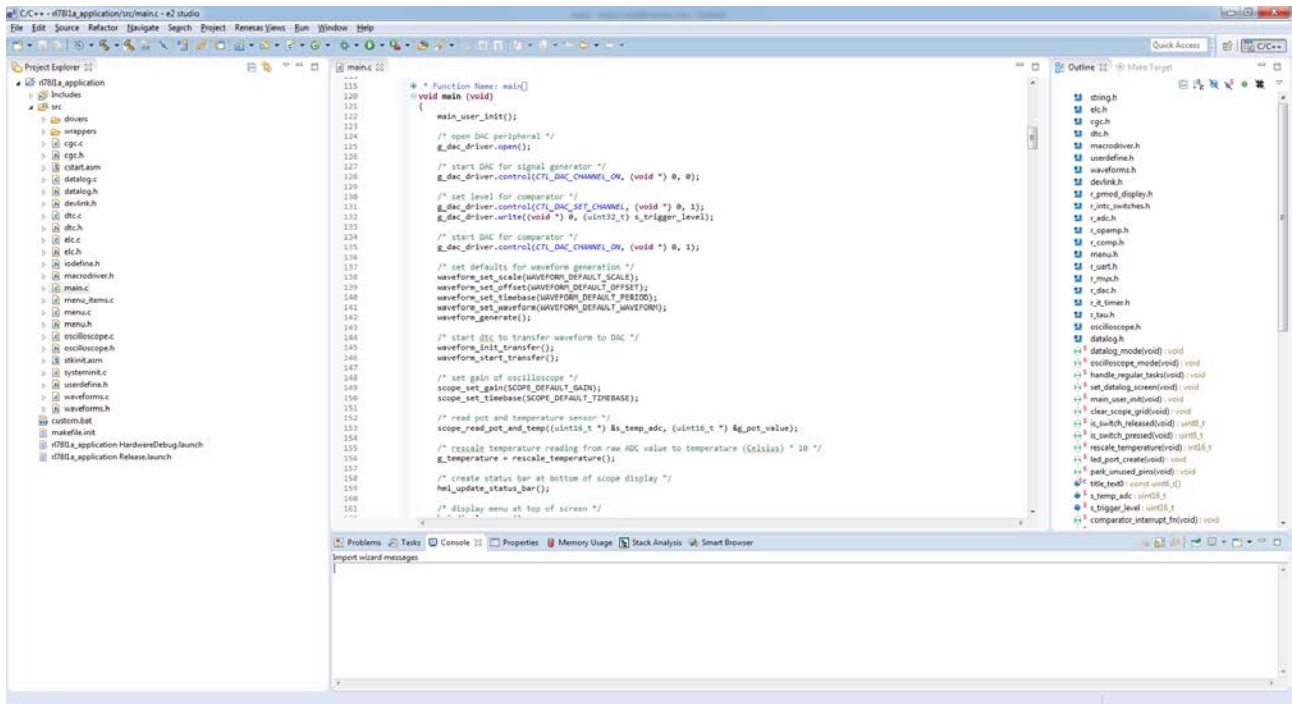 C/C++ - rl78l1a_application/src/main.c - e2 studio
File Edit Source Refactor Navigate Search Project Renesas Views Run Window Help
Quick Access
C/C++
Project Explorer
rl78l1a_application
Includes
src
drivers
wrappers
cgc.c
cgc.h
cstart.asm
datalog.c
datalog.h
devlink.h
dtc.c
dtc.h
elc.c
elc.h
iodefine.h
macrodriver.h
main.c
menu_items.c
menu.c
menu.h
oscilloscope.c
oscilloscope.h
stkinit.asm
systeminit.c
userdefine.h
waveforms.c
waveforms.h
custom.bat
makefile.init
rl78l1a_application HardwareDebug.launch
rl78l1a_application Release.launch
main.c
115 * Function Name: main
120 void main (void)
121 {
122 main_user_init();
123
124 /* open DAC peripheral */
125 g_dac_driver.open();
126
127 /* start DAC for signal generator */
128 g_dac_driver.control(CTL_DAC_CHANNEL_ON, (void *) 0, 0);
129
130 /* set level for comparator */
131 g_dac_driver.control(CTL_DAC_SET_CHANNEL, (void *) 0, 1);
132 g_dac_driver.write((void *) 0, (uint32_t) s_trigger_level);
133
134 /* start DAC for comparator */
135 g_dac_driver.control(CTL_DAC_CHANNEL_ON, (void *) 0, 1);
136
137 /* set defaults for waveform generation */
138 waveform_set_scale(WAVEFORM_DEFAULT_SCALE);
139 waveform_set_offset(WAVEFORM_DEFAULT_OFFSET);
140 waveform_set_timebase(WAVEFORM_DEFAULT_PERIOD);
141 waveform_set_waveform(WAVEFORM_DEFAULT_WAVEFORM);
142 waveform_generate();
143
144 /* start dtc to transfer waveform to DAC */
145 waveform_init_transfer();
146 waveform_start_transfer();
147
148 /* set gain of oscilloscope */
149 scope_set_gain(SCOPE_DEFAULT_GAIN);
150 scope_set_timebase(SCOPE_DEFAULT_TIMEBASE);
151
152 /* read pot and temperature sensor */
153 scope_read_pot_and_temp((uint16_t *) &s_temp_adc, (uint16_t *) &g_pot_value);
154
155 /* rescale temperature reading from raw ADC value to temperature (Celsius) * 10 */
156 g_temperature = rescale_temperature();
157
158 /* create status bar at bottom of scope display */
159 hmi_update_status_bar();
160
161 /* display menu at top of screen */
Outline
Make Target
string.h
elc.h
cgc.h
dtc.h
macrodriver.h
userdefine.h
waveforms.h
devlink.h
r_pmod_display.h
r_intc_switches.h
r_adc.h
r_opamp.h
r_comp.h
menu.h
r_uart.h
r_mux.h
r_dac.h
r_it_timer.h
r_tau.h
oscilloscope.h
datalog.h
datalog_mode(void) : void
oscilloscope_mode(void) : void
handle_regular_tasks(void) : void
set_datalog_screen(void) : void
main_user_init(void) : void
clear_scope_grid(void) : void
is_switch_released(void) : uint8_t
is_switch_pressed(void) : uint8_t
rescale_temperature(void) : int16_t
led_port_create(void) : void
park_unused_pins(void) : void
title_text0 : const uint8_t[]
s_temp_adc : uint16_t
s_trigger_level : uint16_t
comparator_interrupt_fn(void) : void
Problems Tasks Console Properties Memory Usage Stack Analysis Smart Browser
Import wizard messages